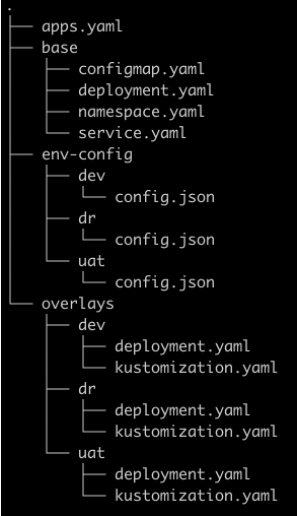 .
├── apps.yaml
├── base
│   ├── configmap.yaml
│   ├── deployment.yaml
│   ├── namespace.yaml
│   └── service.yaml
├── env-config
│   ├── dev
│   │   └── config.json
│   ├── dr
│   │   └── config.json
│   └── uat
│       └── config.json
└── overlays
    ├── dev
    │   ├── deployment.yaml
    │   └── kustomization.yaml
    ├── dr
    │   ├── deployment.yaml
    │   └── kustomization.yaml
    └── uat
        ├── deployment.yaml
        └── kustomization.yaml